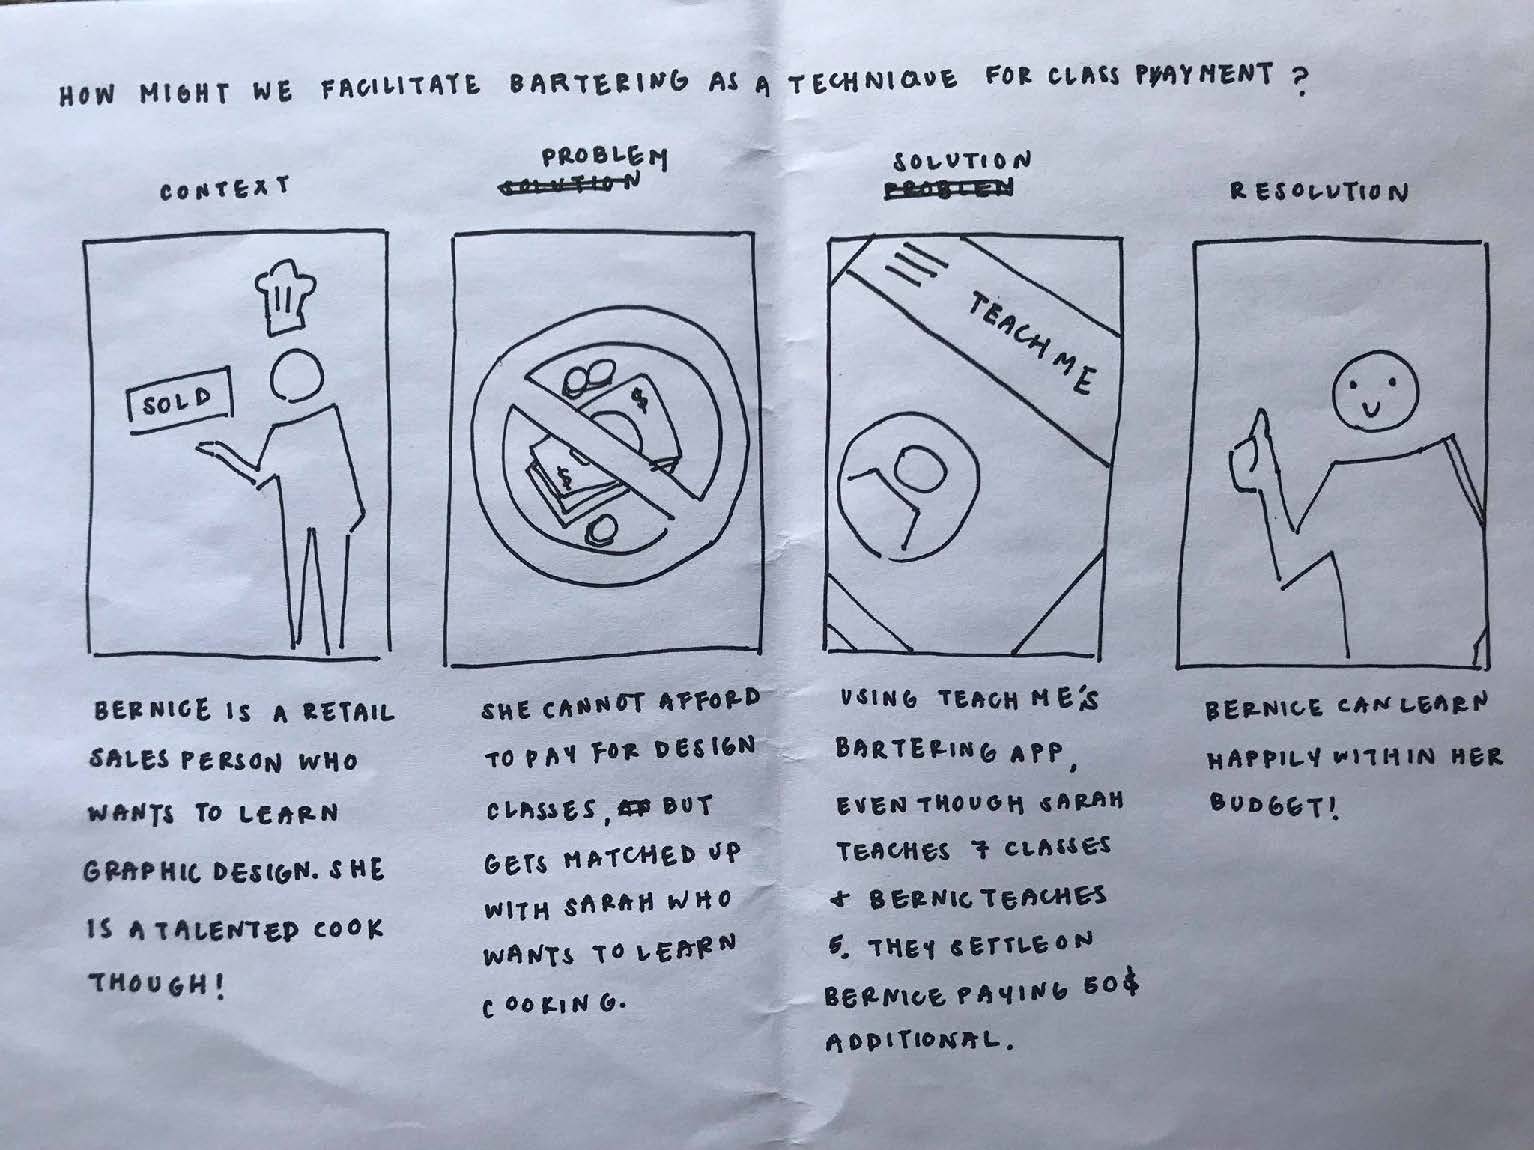 HOW MIGHT WE FACILITATE BARTERING AS A TECHNIQUE FOR CLASS PAYMENT ?
CONTEXT
PROBLEM
SOLUTION
SOLUTION
PROBLEM
RESOLUTION
SOLD
$
$
TEACH ME
BERNICE IS A RETAIL
SALES PERSON WHO
WANTS TO LEARN
GRAPHIC DESIGN. SHE
IS A TALENTED COOK
THOUGH!
SHE CANNOT AFFORD
TO PAY FOR DESIGN
CLASSES, BUT
GETS MATCHED UP
WITH SARAH WHO
WANTS TO LEARN
COOKING.
USING TEACH ME'S
BARTERING APP,
EVEN THOUGH SARAH
TEACHES 7 CLASSES
+ BERNIC TEACHES
5. THEY SETTLE ON
BERNICE PAYING 50$
ADDITIONAL.
BERNICE CAN LEARN
HAPPILY WITHIN HER
BUDGET!